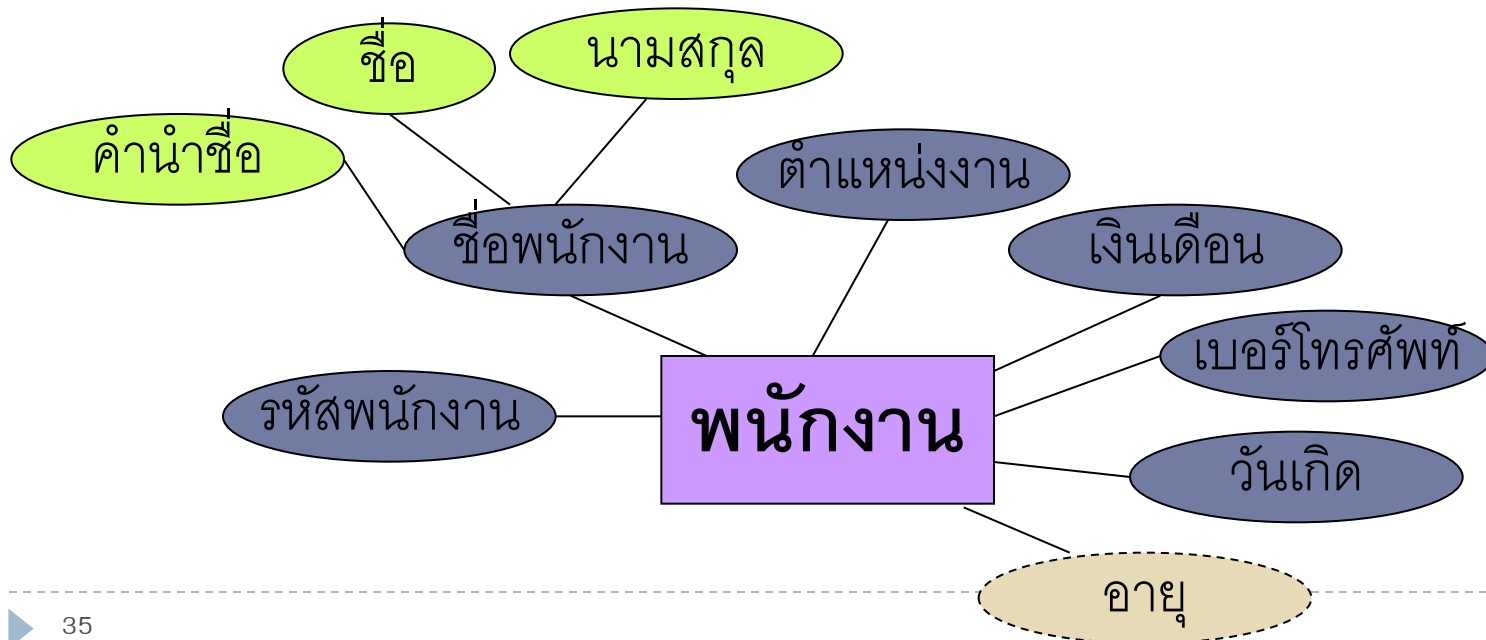 ชื่อ
นามสกุล
คำนำชื่อ
ตำแหน่งงาน
ชื่อพนักงาน
เงินเดือน
เบอร์โทรศัพท์
รหัสพนักงาน
พนักงาน
วันเกิด
อายุ
35